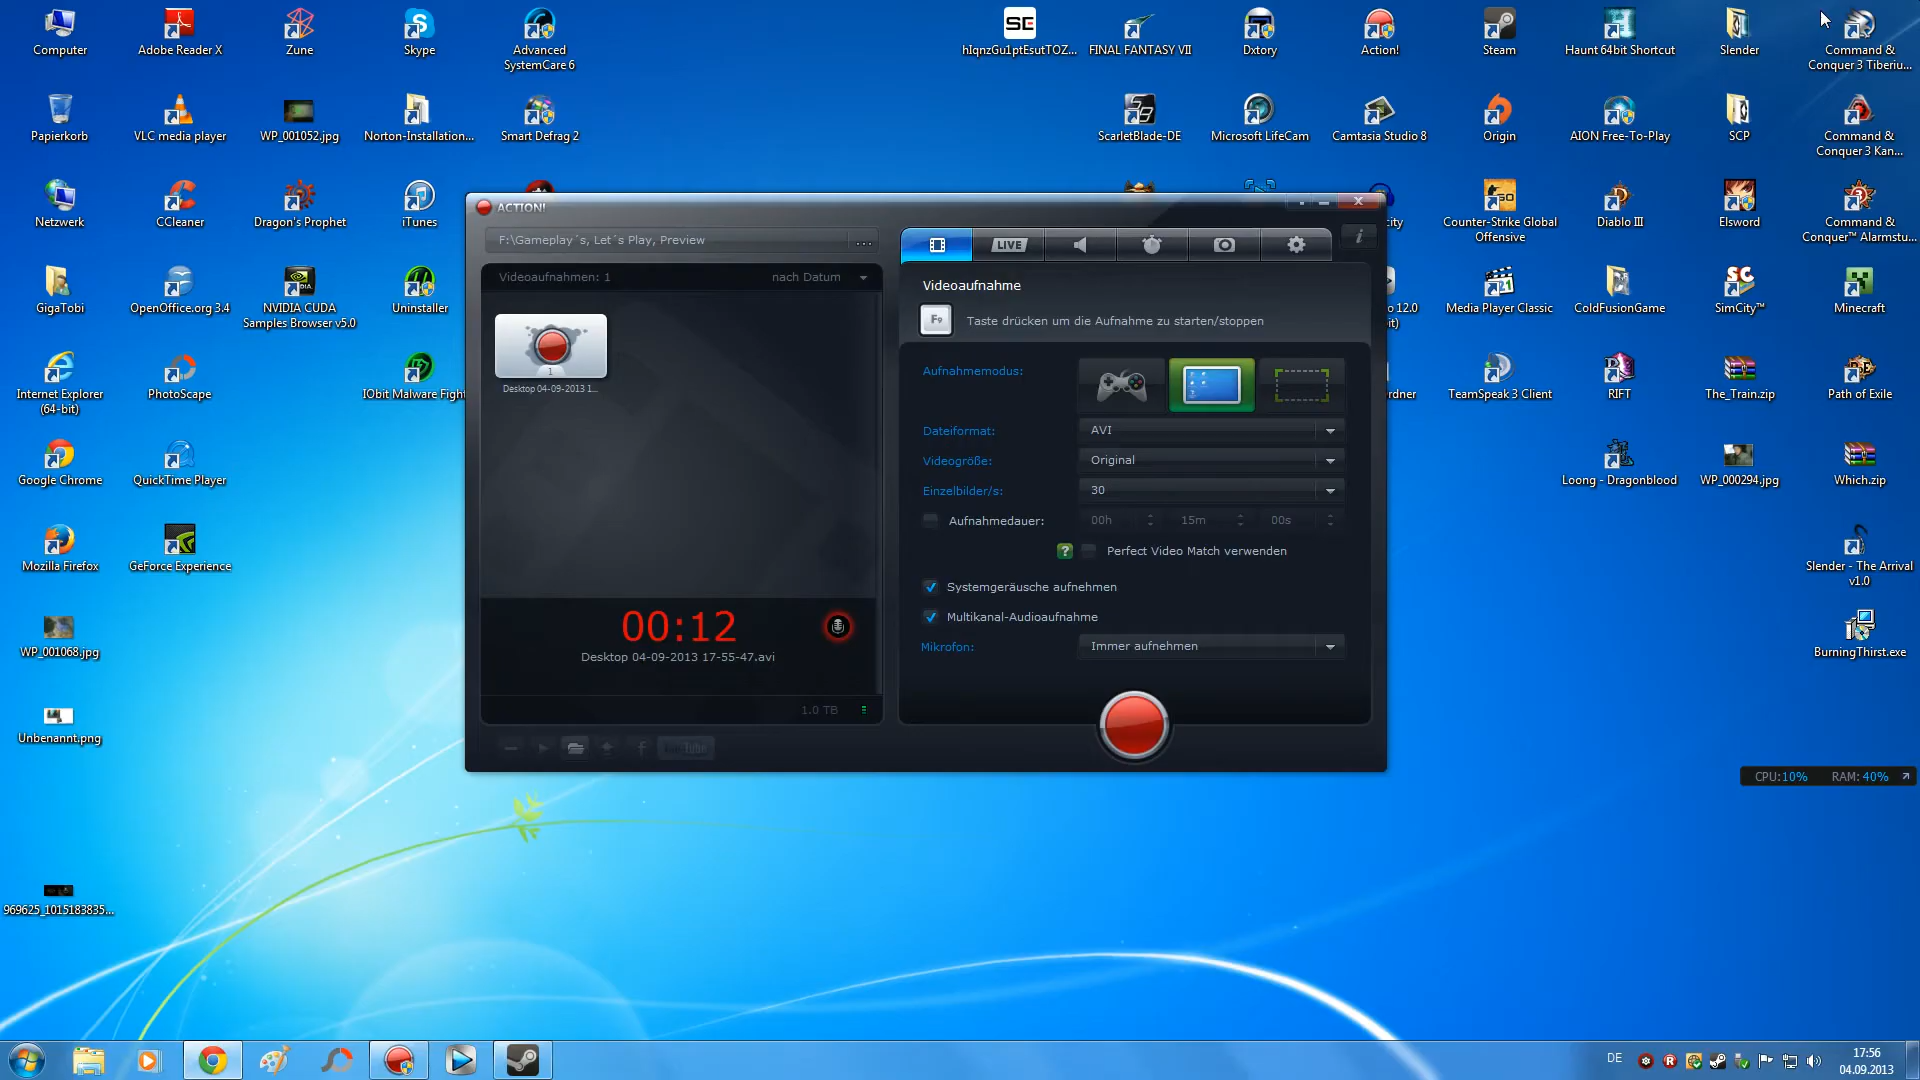 Computer
Adobe Reader X
Zune
Skype
Advanced
SystemCare 6
SE
hIqnzGu1ptEsutTOZ...
FINAL FANTASY VII
Dxtory
Action!
Steam
Haunt 64bit Shortcut
Slender
Command &
Conquer 3 Tiberiu...
Papierkorb
VLC media player
WP_001052.jpg
Norton-Installation...
Smart Defrag 2
ScarletBlade-DE
Microsoft LifeCam
Camtasia Studio 8
Origin
AION Free-To-Play
SCP
Command &
Conquer 3 Kan...
Netzwerk
CCleaner
Dragon's Prophet
iTunes
city
Counter-Strike Global
Offensive
Diablo III
Elsword
Command &
Conquer™ Alarmstu...
GigaTobi
OpenOffice.org 3.4
NVIDIA CUDA
Samples Browser v5.0
Uninstaller
o 12.0
it)
Media Player Classic
ColdFusionGame
SimCity™
Minecraft
Internet Explorer
(64-bit)
PhotoScape
IObit Malware Fight
rdner
TeamSpeak 3 Client
RIFT
The_Train.zip
Path of Exile
Google Chrome
QuickTime Player
Loong - Dragonblood
WP_000294.jpg
Which.zip
Mozilla Firefox
GeForce Experience
Slender - The Arrival
v1.0
WP_001068.jpg
BurningThirst.exe
Unbenannt.png
969625_1015183835...
ACTION!
F:\Gameplay`s, Let`s Play, Preview
...
LIVE
i
Videoaufnahmen: 1
nach Datum
1
Desktop 04-09-2013 1...
00:12
Desktop 04-09-2013 17-55-47.avi
1.0 TB
Videoaufnahme
F9
Taste drücken um die Aufnahme zu starten/stoppen
Aufnahmemodus:
Dateiformat:
AVI
Videogröße:
Original
Einzelbilder/s:
30
Aufnahmedauer:
00h
15m
00s
? Perfect Video Match verwenden
Systemgeräusche aufnehmen
Multikanal-Audioaufnahme
Mikrofon:
Immer aufnehmen
f
YouTube
CPU:10%
RAM: 40%
DE
17:56
04.09.2013